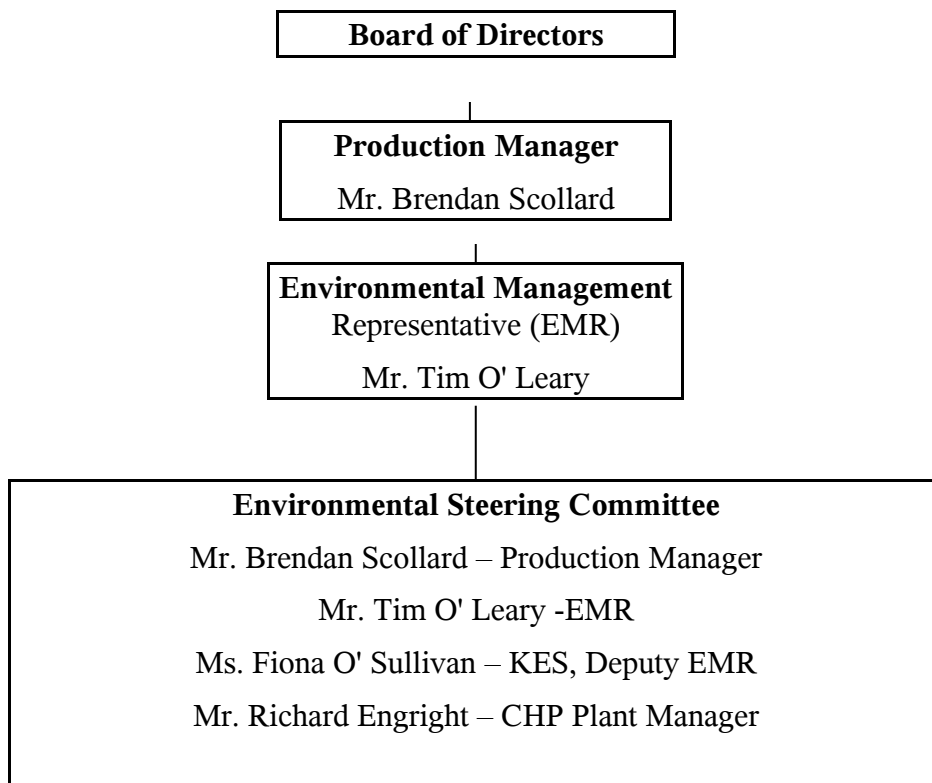 Board of Directors
Production Manager
Mr. Brendan Scollard
Environmental Management
Representative (EMR)
Mr. Tim O' Leary
Environmental Steering Committee
Mr. Brendan Scollard – Production Manager
Mr. Tim O' Leary -EMR
Ms. Fiona O' Sullivan – KES, Deputy EMR
Mr. Richard Engright – CHP Plant Manager